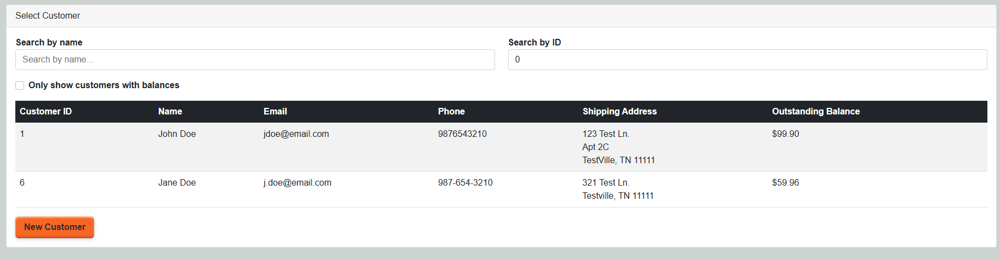 Select Customer
Search by name
Search by ID
Search by name...
0
Only show customers with balances
Customer ID Name Email Phone Shipping Address Outstanding Balance
1 John Doe jdoe@email.com 9876543210 123 Test Ln. $99.90
Apt 2C
TestVille, TN 11111
6 Jane Doe j.doe@email.com 987-654-3210 321 Test Ln. $59.96
Testville, TN 11111
New Customer